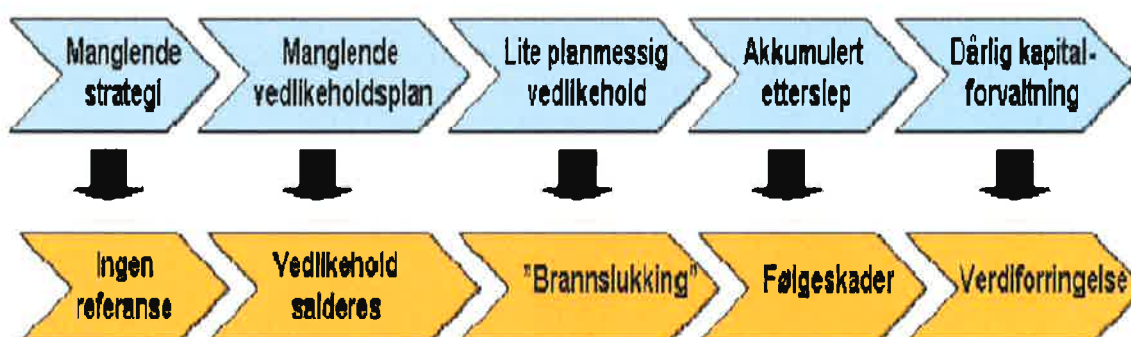 Manglende
strategi
Manglende
vedlikeholdsplan
Lite planmessig
vedlikehold
Akkumulert
etterslep
Dårlig kapital-
forvaltning
Ingen
referanse
Vedlikehold
salderes
"Brannslukking"
Følgeskader
Verdiforringelse